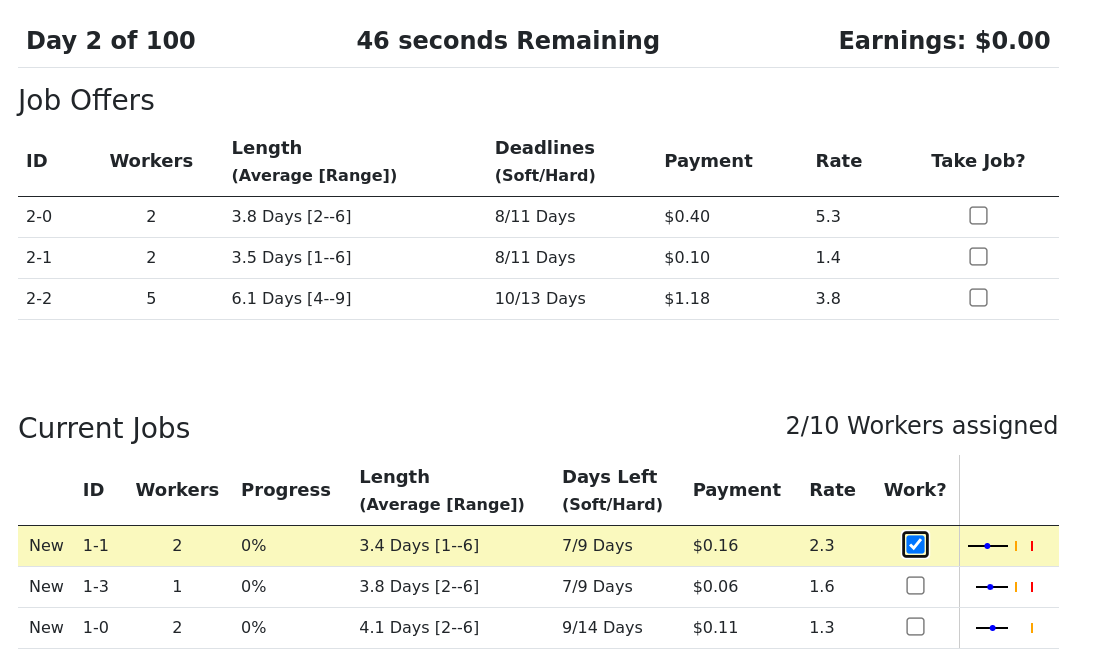 Day 2 of 100 46 seconds Remaining Earnings: $0.00
Job Offers
ID Workers Length (Average [Range]) Deadlines (Soft/Hard) Payment Rate Take Job?
2-0 2 3.8 Days [2--6] 8/11 Days $0.40 5.3
2-1 2 3.5 Days [1--6] 8/11 Days $0.10 1.4
2-2 5 6.1 Days [4--9] 10/13 Days $1.18 3.8
Current Jobs 2/10 Workers assigned
ID Workers Progress Length (Average [Range]) Days Left (Soft/Hard) Payment Rate Work?
New 1-1 2 0% 3.4 Days [1--6] 7/9 Days $0.16 2.3
New 1-3 1 0% 3.8 Days [2--6] 7/9 Days $0.06 1.6
New 1-0 2 0% 4.1 Days [2--6] 9/14 Days $0.11 1.3